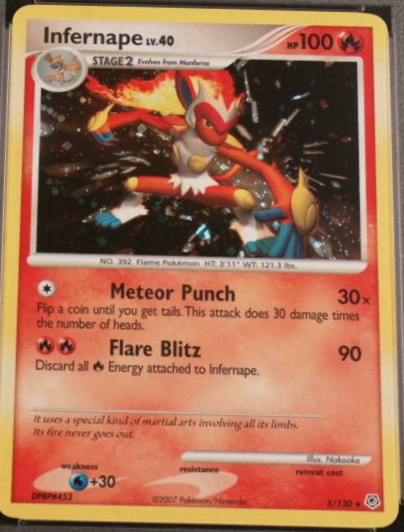 Infernape LV.40 HP 100
STAGE2 Evolves from Monferno
NO. 392 Flame Pokémon HT: 3'11" WT: 121.3 lbs.
Meteor Punch 30×
Flip a coin until you get tails. This attack does 30 damage times
the number of heads.
Flare Blitz 90
Discard all Energy attached to Infernape.
It uses a special kind of martial arts involving all its limbs.
Its fire never goes out.
Illus. Nakaoka
weakness resistance retreat cost
+30
DPBP#453 ©2007 Pokémon/Nintendo 5/130 ★